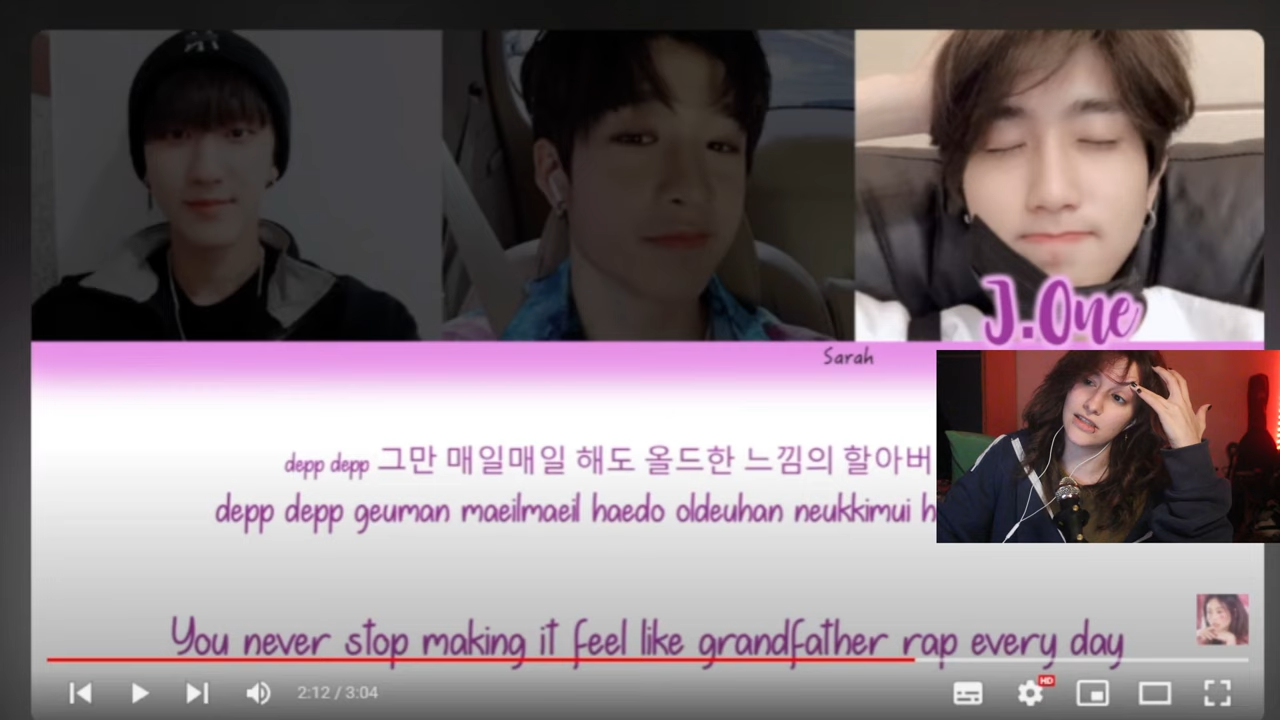 J.One
Sarah
depp depp 그만 매일매일 해도 올드한 느낌의 할아버
depp depp geuman maeilmaeil haedo oldeuhan neukkimui h
You never stop making it feel like grandfather rap every day
2:12 / 3:04
HD